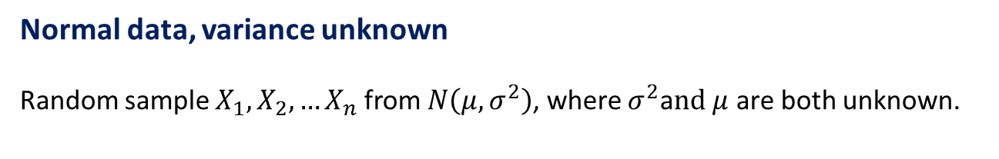 Normal data, variance unknown
Random sample X₁, X₂, … Xₙ from N(μ, σ²), where σ² and μ are both unknown.